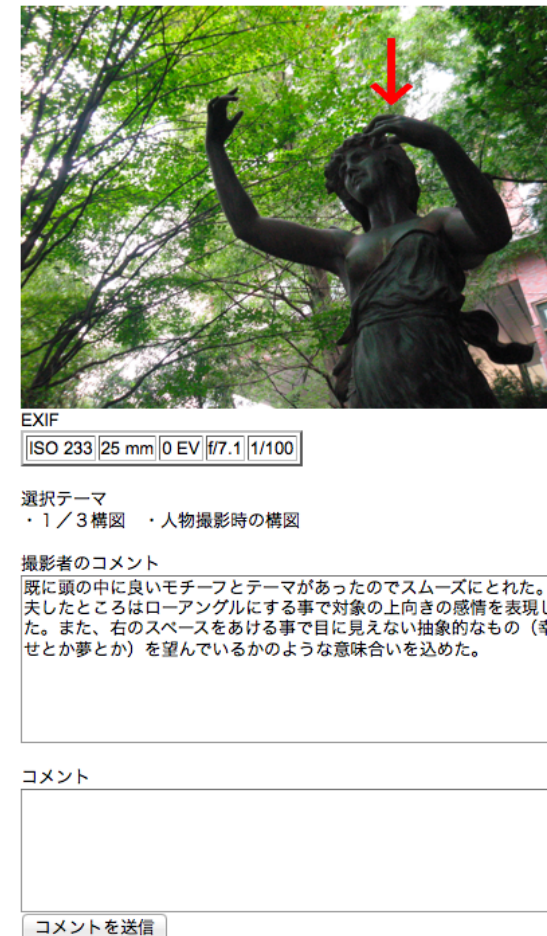 EXIF
ISO 233 25 mm 0 EV f/7.1 1/100
選択テーマ
・１／３構図　・人物撮影時の構図
撮影者のコメント
既に頭の中に良いモチーフとテーマがあったのでスムーズにとれた。
夫したところはローアングルにする事で対象の上向きの感情を表現し
た。また、右のスペースをあける事で目に見えない抽象的なもの（幸
せとか夢とか）を望んでいるかのような意味合いを込めた。
コメント
コメントを送信